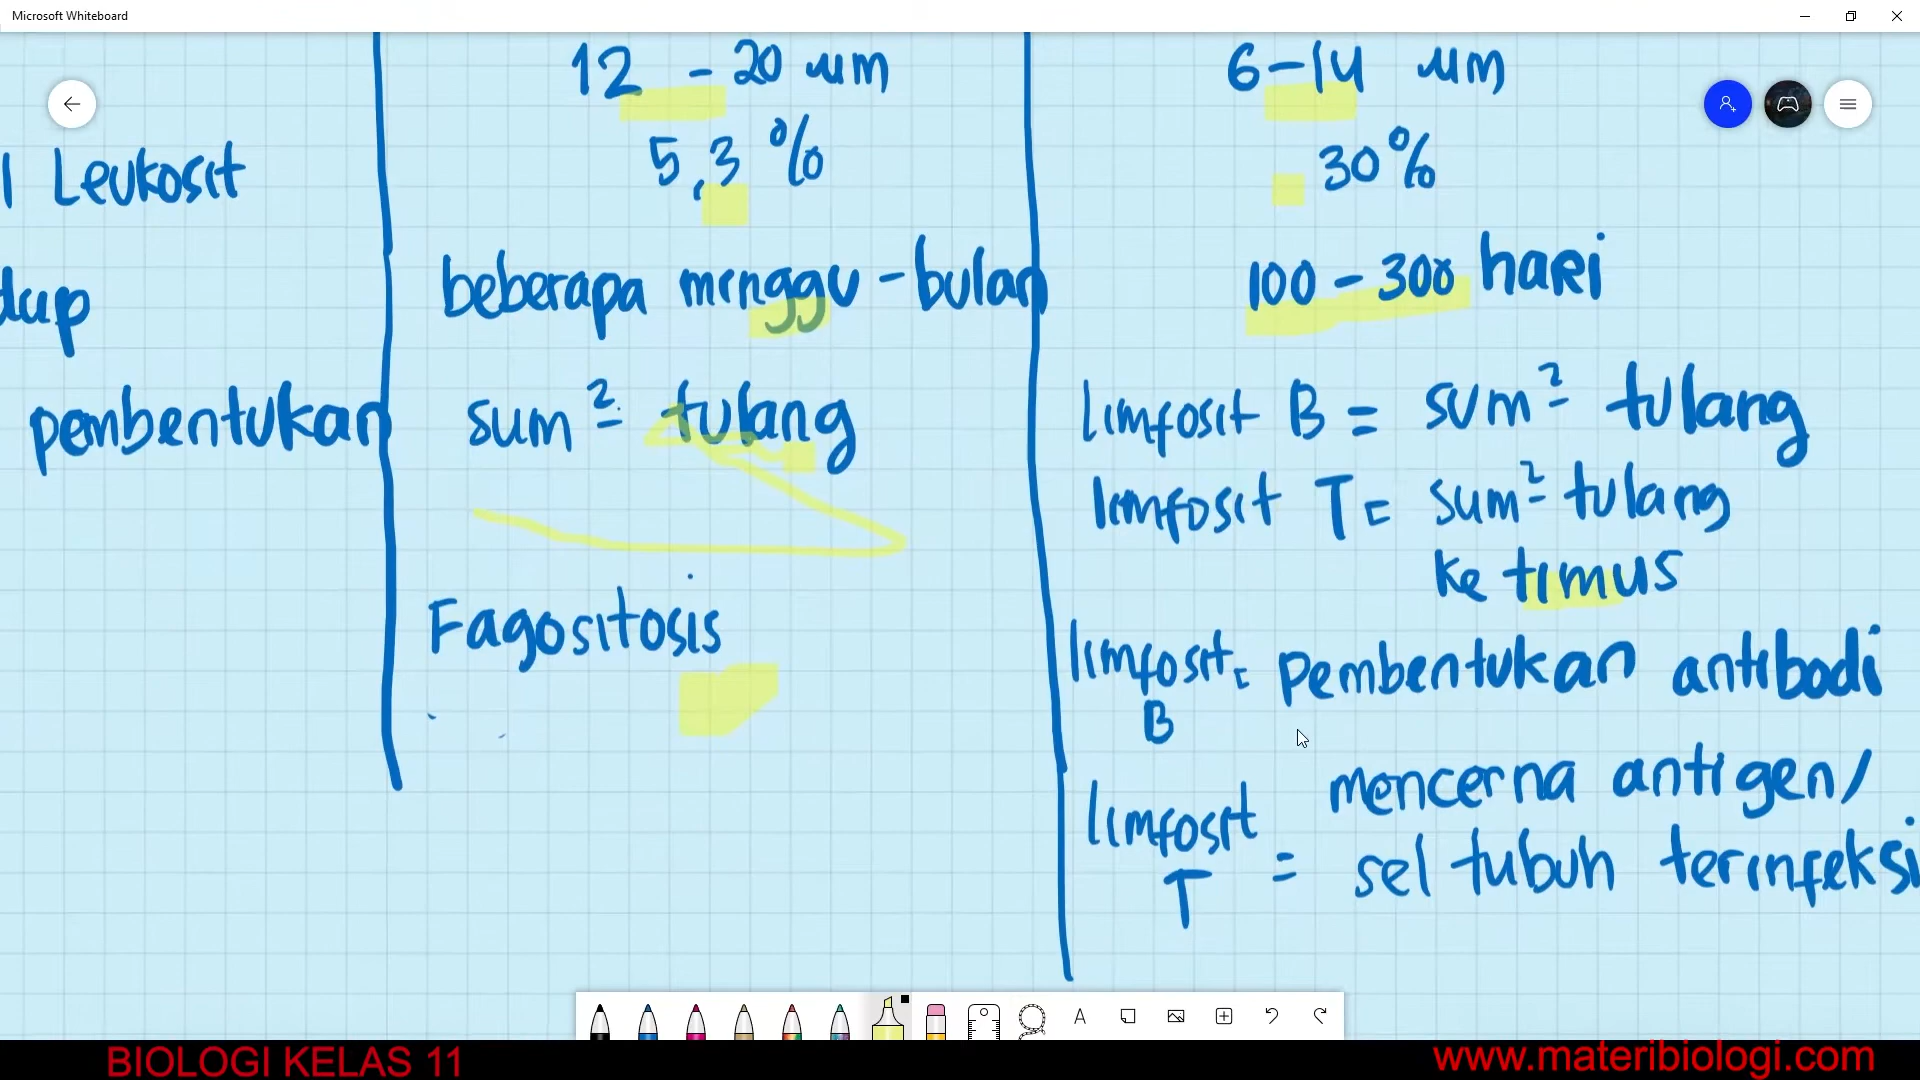 Microsoft Whiteboard
12 - 20 µm
6-14 µm
l Leukosit
5,3 %
30%
dup
beberapa minggu - bulan
100 - 300 hari
pembentukan
sum² tulang
limfosit B = sum² tulang
limfosit T = sum² tulang
ke timus
Fagositosis
limfosit B = pembentukan antibodi
limfosit T = mencerna antigen/
sel tubuh terinfeksi
BIOLOGI KELAS 11
www.materibiologi.com